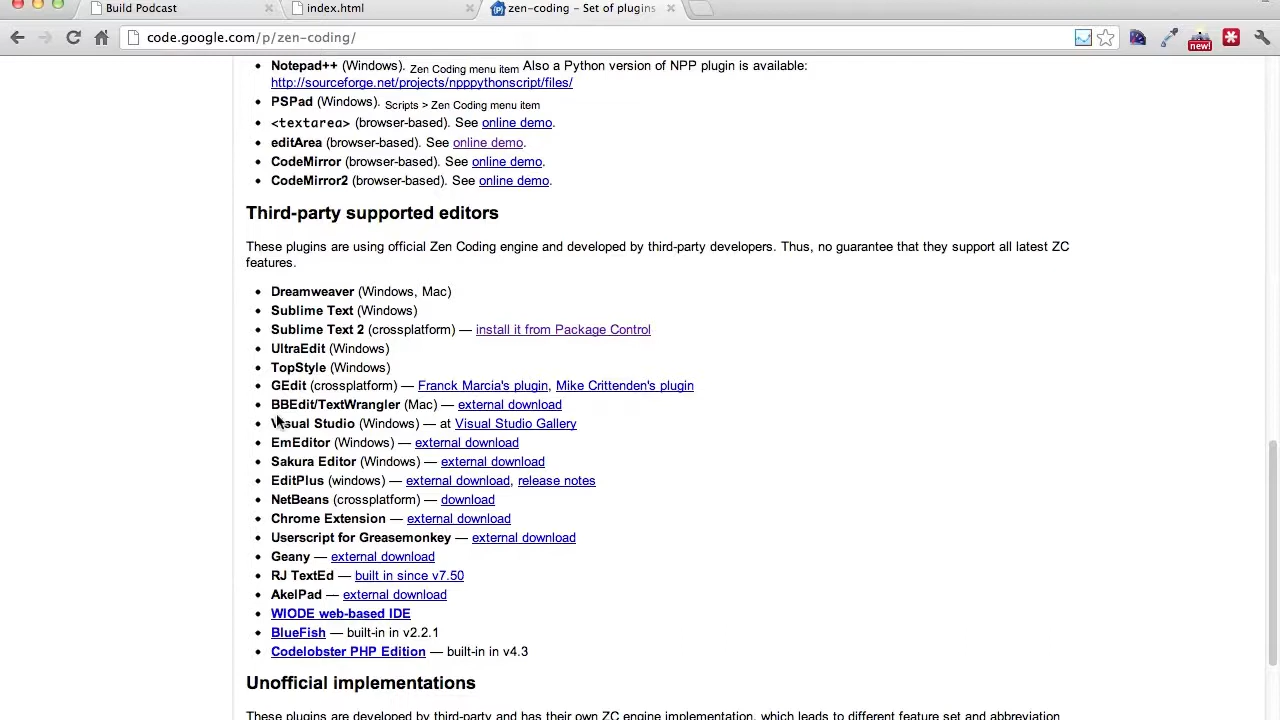 Build Podcast
index.html
zen-coding - Set of plugins
code.google.com/p/zen-coding/
new!
Notepad++ (Windows). Zen Coding menu item Also a Python version of NPP plugin is available:
http://sourceforge.net/projects/npppythonscript/files/
PSPad (Windows). Scripts > Zen Coding menu item
<textarea> (browser-based). See online demo.
editArea (browser-based). See online demo.
CodeMirror (browser-based). See online demo.
CodeMirror2 (browser-based). See online demo.
Third-party supported editors
These plugins are using official Zen Coding engine and developed by third-party developers. Thus, no guarantee that they support all latest ZC
features.
Dreamweaver (Windows, Mac)
Sublime Text (Windows)
Sublime Text 2 (crossplatform) — install it from Package Control
UltraEdit (Windows)
TopStyle (Windows)
GEdit (crossplatform) — Franck Marcia's plugin, Mike Crittenden's plugin
BBEdit/TextWrangler (Mac) — external download
Visual Studio (Windows) — at Visual Studio Gallery
EmEditor (Windows) — external download
Sakura Editor (Windows) — external download
EditPlus (windows) — external download, release notes
NetBeans (crossplatform) — download
Chrome Extension — external download
Userscript for Greasemonkey — external download
Geany — external download
RJ TextEd — built in since v7.50
AkelPad — external download
WIODE web-based IDE
BlueFish — built-in in v2.2.1
Codelobster PHP Edition — built-in in v4.3
Unofficial implementations
These plugins are developed by third-party and has their own ZC engine implementation, which leads to different feature set and abbreviation